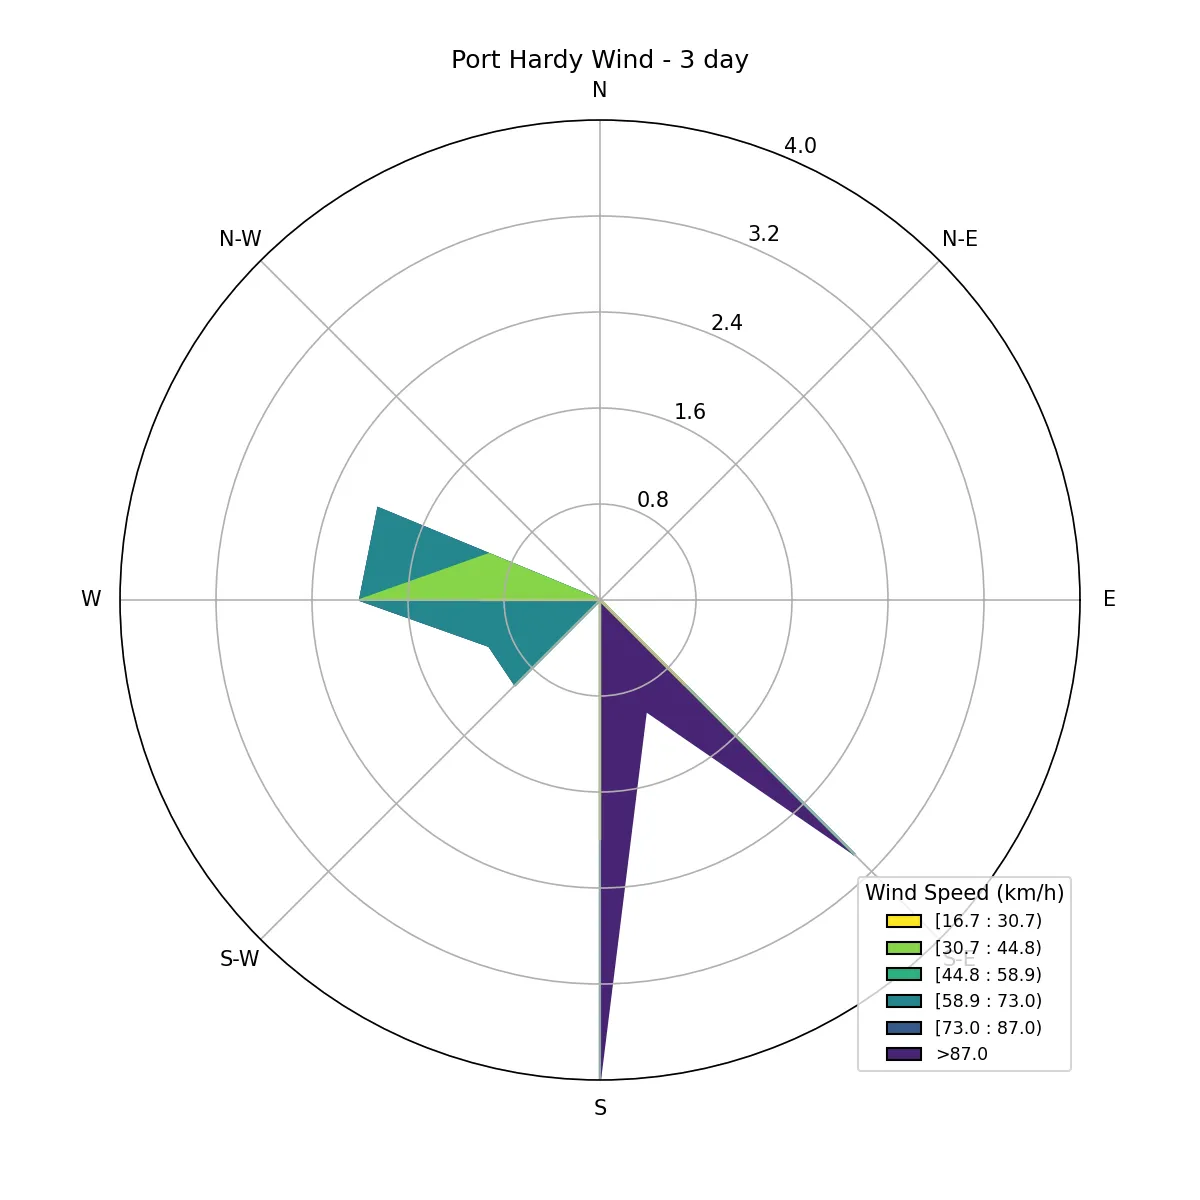 Port Hardy Wind - 3 day
N
4.0
N-W
3.2
N-E
2.4
1.6
0.8
W
E
S-W
S-E
S
Wind Speed (km/h)
[16.7 : 30.7)
[30.7 : 44.8)
[44.8 : 58.9)
[58.9 : 73.0)
[73.0 : 87.0)
>87.0